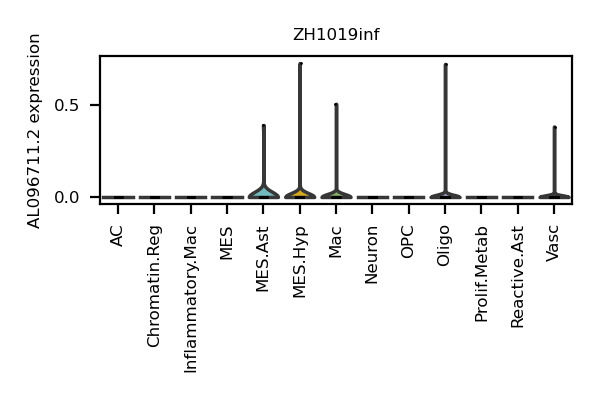 ZH1019inf
AL096711.2 expression
0.5
0.0
AC
Chromatin.Reg
Inflammatory.Mac
MES
MES.Ast
MES.Hyp
Mac
Neuron
OPC
Oligo
Prolif.Metab
Reactive.Ast
Vasc